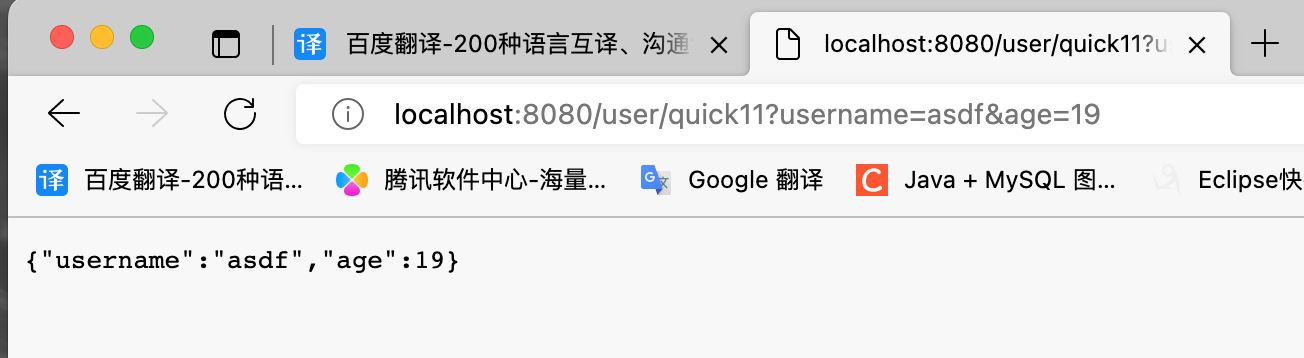 译 百度翻译-200种语言互译、沟通 localhost:8080/user/quick11?u
localhost:8080/user/quick11?username=asdf&age=19
译 百度翻译-200种语... 腾讯软件中心-海量... G 文 Google 翻译 C Java + MySQL 图... Eclipse快
{"username":"asdf","age":19}